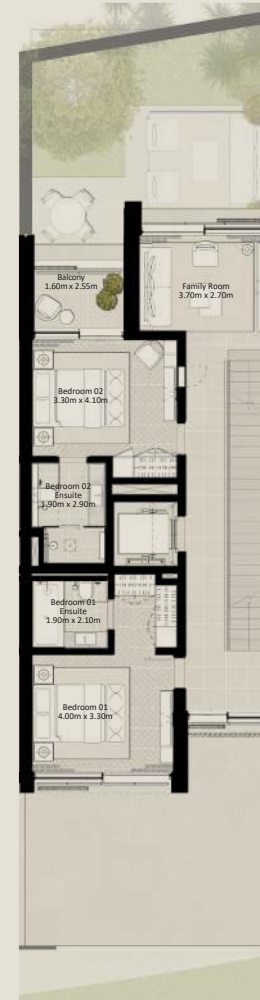 Balcony
1.60m x 2.55m
Family Room
3.70m x 2.70m
Bedroom 02
3.30m x 4.10m
Bedroom 02
Ensuite
1.90m x 2.90m
Bedroom 01
Ensuite
1.90m x 2.10m
Bedroom 01
4.00m x 3.30m